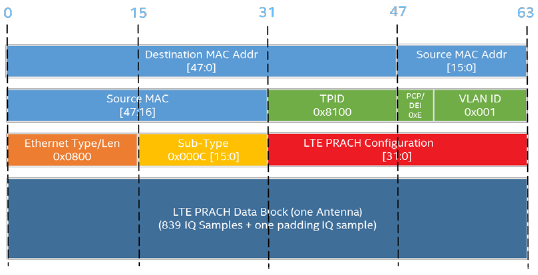 0 15 31 47 63
Destination MAC Addr
[47:0]
Source MAC Addr
[15:0]
Source MAC
[47:16]
TPID
0x8100
PCP/
DEI
0xE
VLAN ID
0x001
Ethernet Type/Len
0x0800
Sub-Type
0x000C [15:0]
LTE PRACH Configuration
[31:0]
LTE PRACH Data Block (one Antenna)
(839 IQ Samples + one padding IQ sample)